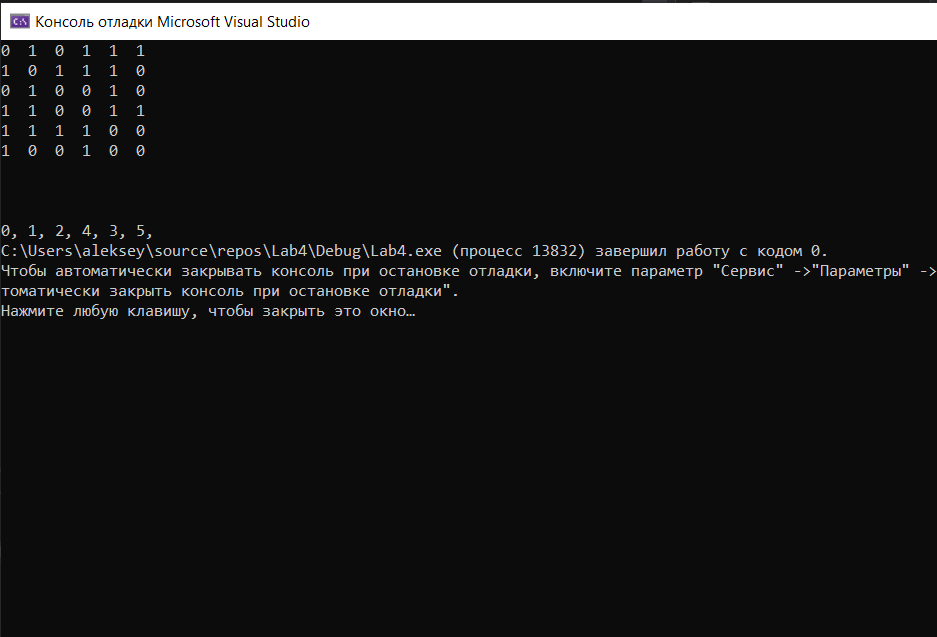 Консоль отладки Microsoft Visual Studio
0 1 0 1 1 1
1 0 1 1 1 0
0 1 0 0 1 0
1 1 0 0 1 1
1 1 1 1 0 0
1 0 0 1 0 0
0, 1, 2, 4, 3, 5,
C:\Users\aleksey\source\repos\Lab4\Debug\Lab4.exe (процесс 13832) завершил работу с кодом 0.
Чтобы автоматически закрывать консоль при остановке отладки, включите параметр "Сервис" ->"Параметры" ->
томатически закрыть консоль при остановке отладки".
Нажмите любую клавишу, чтобы закрыть это окно…